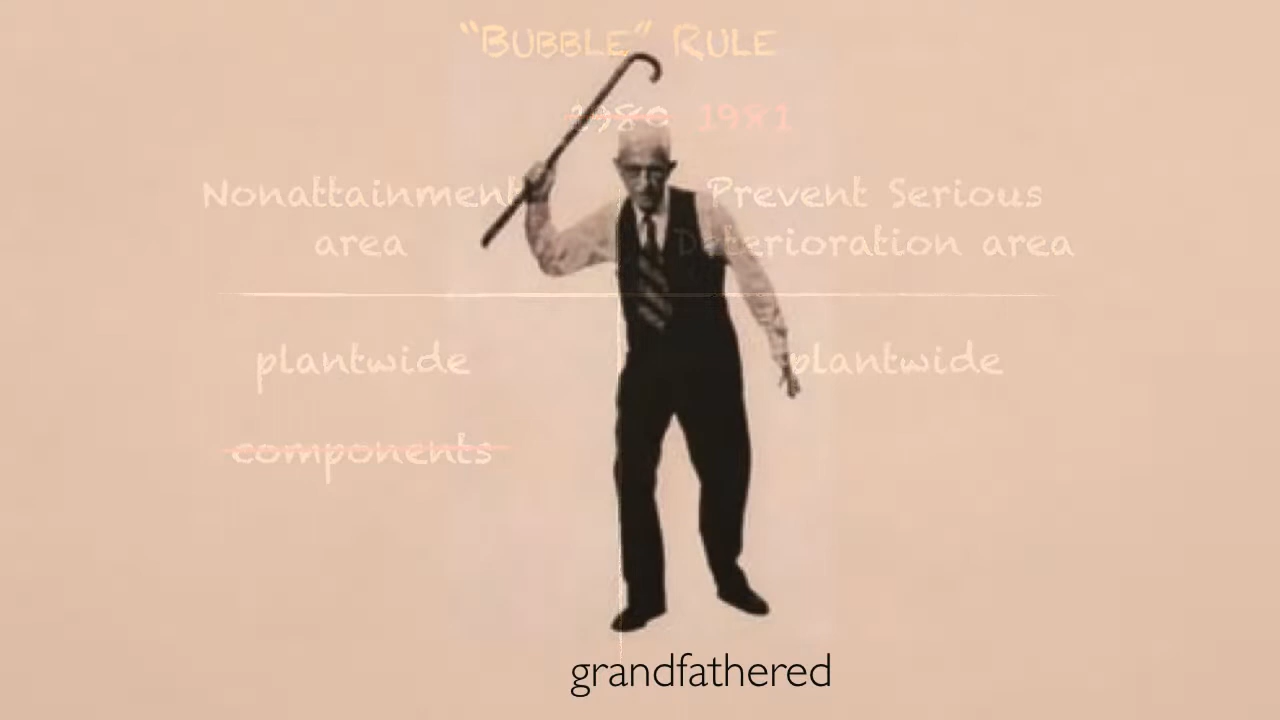 “BUBBLE” RULE
1980 1981
Nonattainment area
Prevent Serious Deterioration area
plantwide
plantwide
components
grandfathered